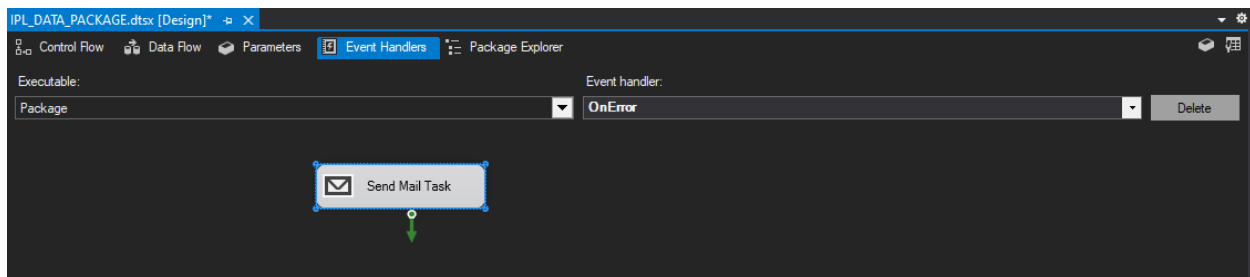 IPL_DATA_PACKAGE.dtsx [Design]*
Control Flow Data Flow Parameters Event Handlers Package Explorer
Executable: Event handler:
Package OnError Delete
Send Mail Task